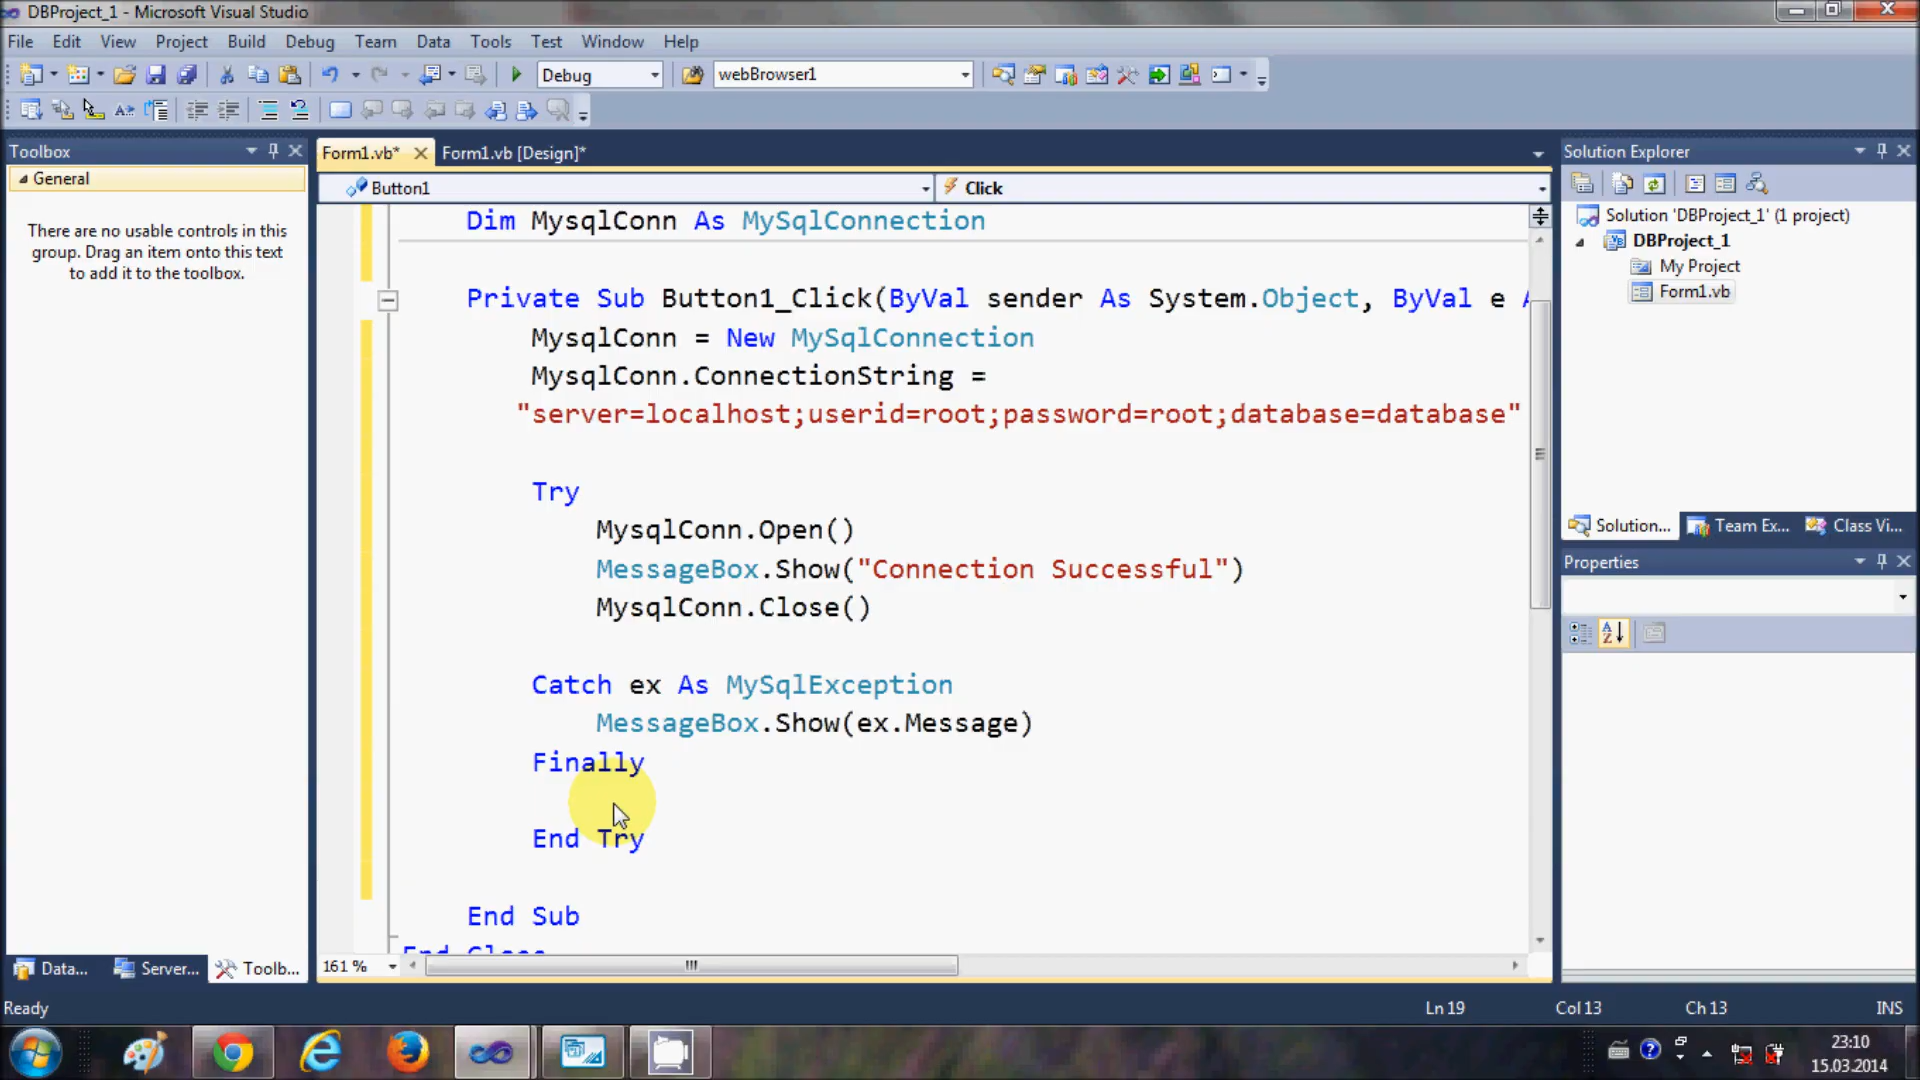 DBProject_1 - Microsoft Visual Studio
File Edit View Project Build Debug Team Data Tools Test Window Help
Debug webBrowser1
Toolbox
General
There are no usable controls in this
group. Drag an item onto this text
to add it to the toolbox.
Data... Server... Toolb...
Form1.vb* Form1.vb [Design]*
Button1 Click
Dim MysqlConn As MySqlConnection
Private Sub Button1_Click(ByVal sender As System.Object, ByVal e A
MysqlConn = New MySqlConnection
MysqlConn.ConnectionString =
"server=localhost;userid=root;password=root;database=database"
Try
MysqlConn.Open()
MessageBox.Show("Connection Successful")
MysqlConn.Close()
Catch ex As MySqlException
MessageBox.Show(ex.Message)
Finally
End Try
End Sub
End Class
161 %
Solution Explorer
Solution 'DBProject_1' (1 project)
DBProject_1
My Project
Form1.vb
Solution... Team Ex... Class Vi...
Properties
Ready Ln 19 Col 13 Ch 13 INS
23:10
15.03.2014